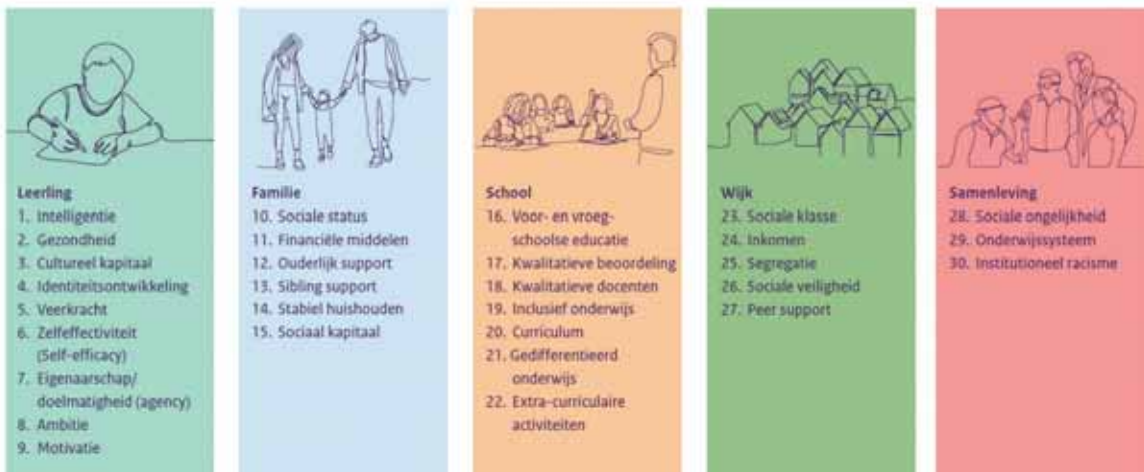 Leerling
1. Intelligentie
2. Gezondheid
3. Cultureel kapitaal
4. Identiteitsontwikkeling
5. Veerkracht
6. Zelfeffectiviteit
(Self-efficacy)
7. Eigenaarschap/
doelmatigheid (agency)
8. Ambitie
9. Motivatie
Familie
10. Sociale status
11. Financiële middelen
12. Ouderlijk support
13. Sibling support
14. Stabiel huishouden
15. Sociaal kapitaal
School
16. Voor- en vroeg-
schoolse educatie
17. Kwalitatieve beoordeling
18. Kwalitatieve docenten
19. Inclusief onderwijs
20. Curriculum
21. Gedifferentieerd
onderwijs
22. Extra-curriculaire
activiteiten
Wijk
23. Sociale klasse
24. Inkomen
25. Segregatie
26. Sociale veiligheid
27. Peer support
Samenleving
28. Sociale ongelijkheid
29. Onderwijssysteem
30. Institutioneel racisme